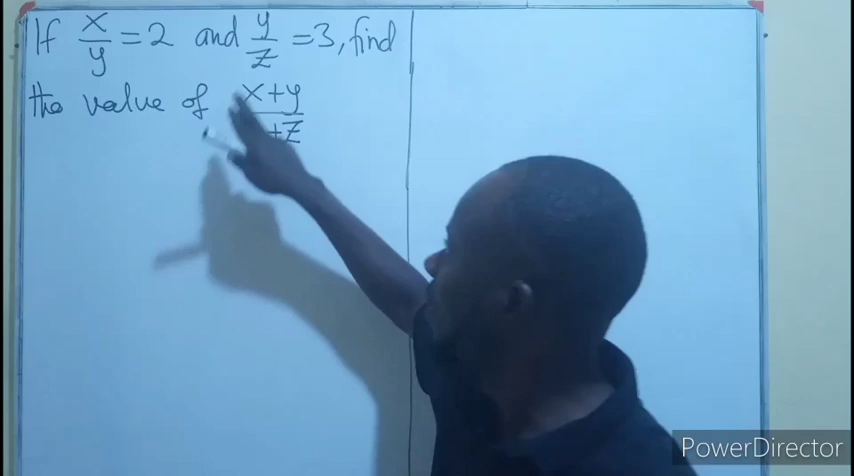 If x/y = 2 and y/z = 3, find
the value of x+y/+z
PowerDirector